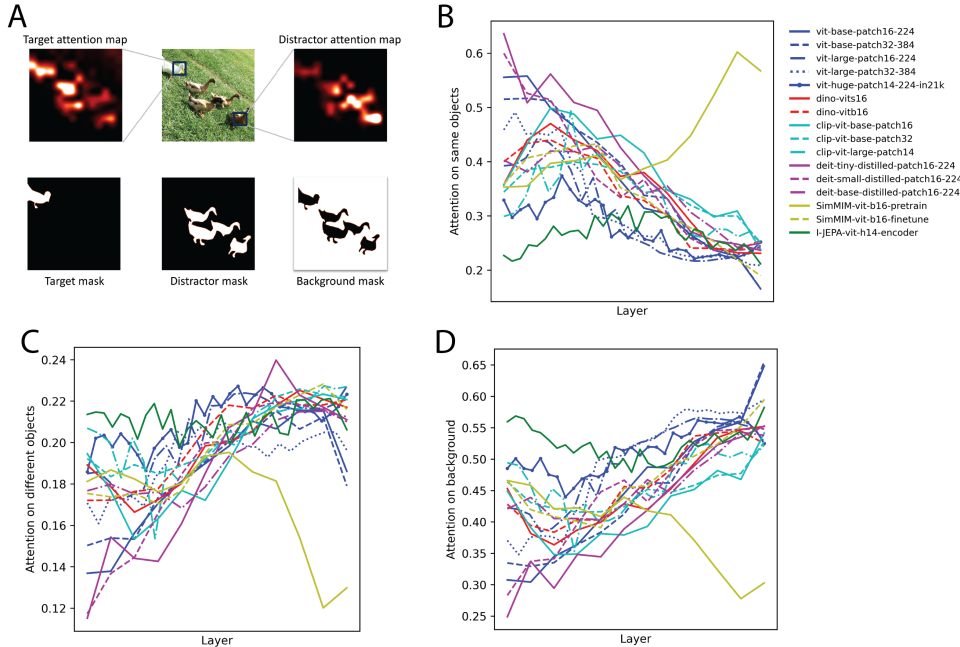 A
Target attention map
Distractor attention map
Target mask
Distractor mask
Background mask
B
Attention on same objects
0.6
0.5
0.4
0.3
0.2
Layer
vit-base-patch16-224
vit-base-patch32-384
vit-large-patch16-224
vit-large-patch32-384
vit-huge-patch14-224-in21k
dino-vits16
dino-vitb16
clip-vit-base-patch16
clip-vit-base-patch32
clip-vit-large-patch14
deit-tiny-distilled-patch16-224
deit-small-distilled-patch16-224
deit-base-distilled-patch16-224
SimMIM-vit-b16-pretrain
SimMIM-vit-b16-finetune
I-JEPA-vit-h14-encoder
C
Attention on different objects
0.24
0.22
0.20
0.18
0.16
0.14
0.12
Layer
D
Attention on background
0.65
0.60
0.55
0.50
0.45
0.40
0.35
0.30
0.25
Layer